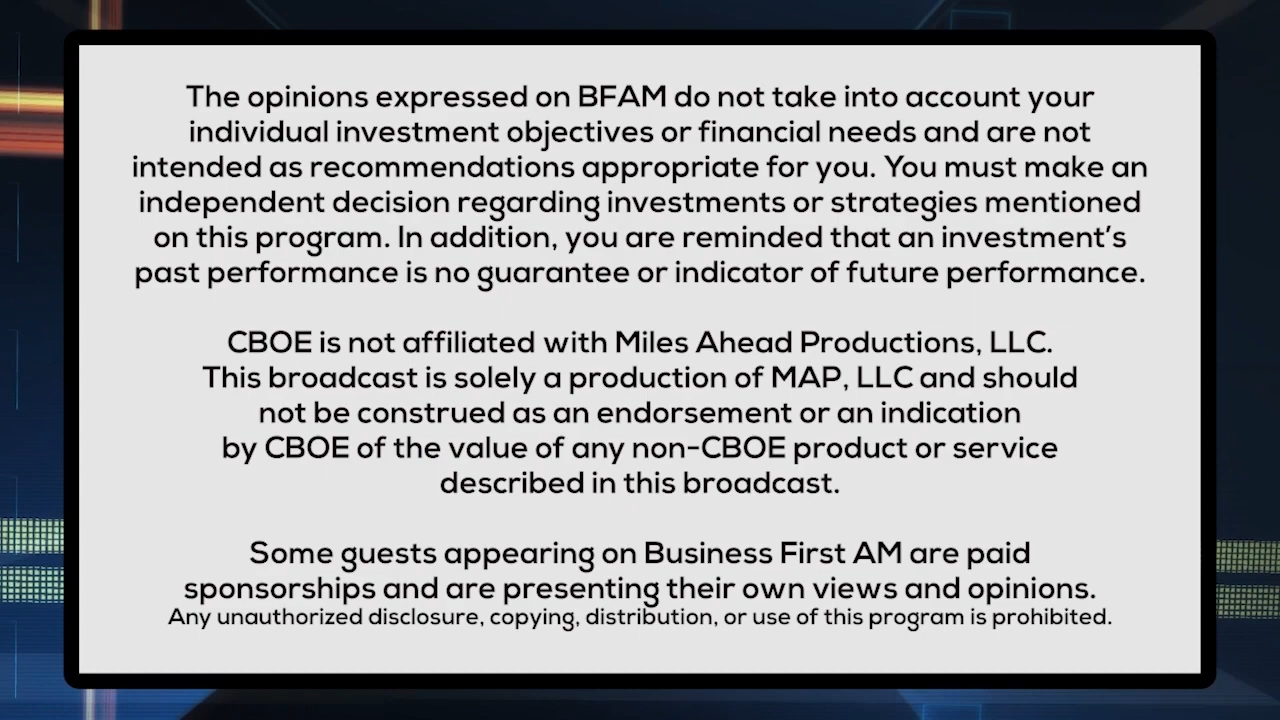 The opinions expressed on BFAM do not take into account your
individual investment objectives or financial needs and are not
intended as recommendations appropriate for you. You must make an
independent decision regarding investments or strategies mentioned
on this program. In addition, you are reminded that an investment's
past performance is no guarantee or indicator of future performance.
CBOE is not affiliated with Miles Ahead Productions, LLC.
This broadcast is solely a production of MAP, LLC and should
not be construed as an endorsement or an indication
by CBOE of the value of any non-CBOE product or service
described in this broadcast.
Some guests appearing on Business First AM are paid
sponsorships and are presenting their own views and opinions.
Any unauthorized disclosure, copying, distribution, or use of this program is prohibited.